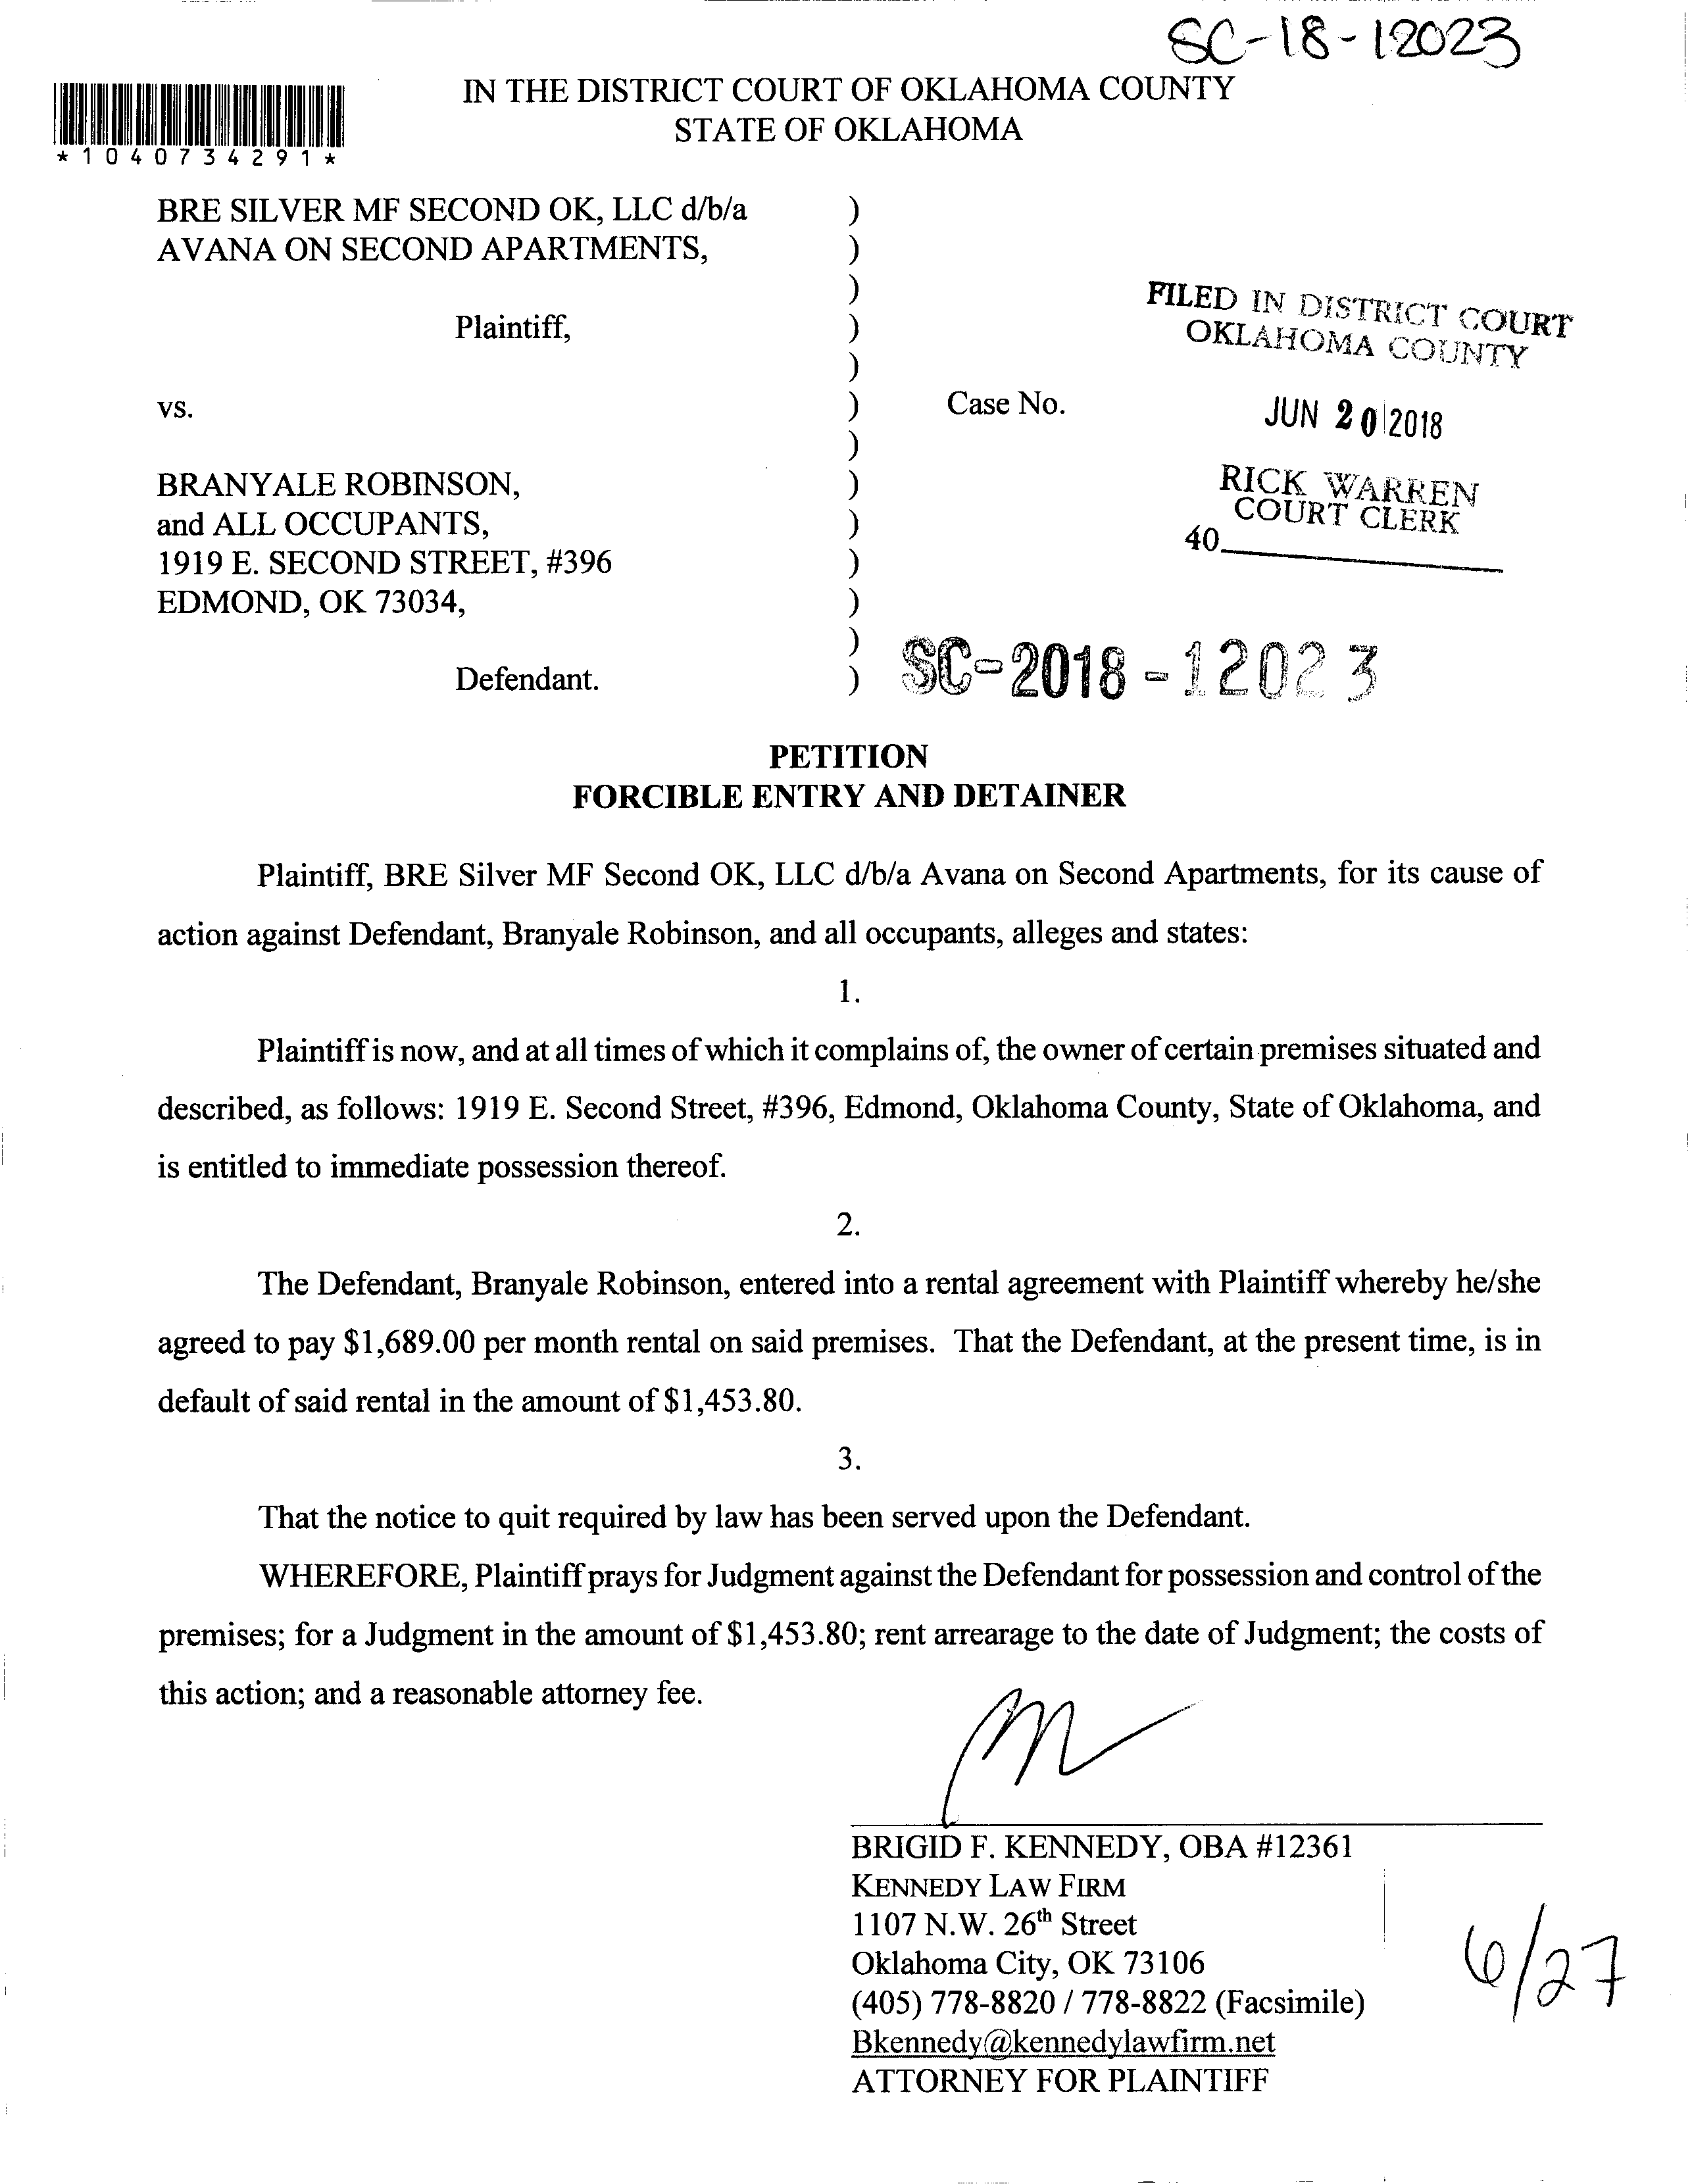 SC-18-12023
IN THE DISTRICT COURT OF OKLAHOMA COUNTY
STATE OF OKLAHOMA
*1040734291*
BRE SILVER MF SECOND OK, LLC d/b/a )
AVANA ON SECOND APARTMENTS, )
)
Plaintiff, )
)
vs. ) Case No.
)
BRANYALE ROBINSON, )
and ALL OCCUPANTS, )
1919 E. SECOND STREET, #396 )
EDMOND, OK 73034, )
)
Defendant. )
FILED IN DISTRICT COURT
OKLAHOMA COUNTY
JUN 20 2018
RICK WARREN
COURT CLERK
40
SC-2018-12023
PETITION
FORCIBLE ENTRY AND DETAINER
Plaintiff, BRE Silver MF Second OK, LLC d/b/a Avana on Second Apartments, for its cause of
action against Defendant, Branyale Robinson, and all occupants, alleges and states:
1.
Plaintiff is now, and at all times of which it complains of, the owner of certain premises situated and
described, as follows: 1919 E. Second Street, #396, Edmond, Oklahoma County, State of Oklahoma, and
is entitled to immediate possession thereof.
2.
The Defendant, Branyale Robinson, entered into a rental agreement with Plaintiff whereby he/she
agreed to pay $1,689.00 per month rental on said premises. That the Defendant, at the present time, is in
default of said rental in the amount of $1,453.80.
3.
That the notice to quit required by law has been served upon the Defendant.
WHEREFORE, Plaintiff prays for Judgment against the Defendant for possession and control of the
premises; for a Judgment in the amount of $1,453.80; rent arrearage to the date of Judgment; the costs of
this action; and a reasonable attorney fee.
BRIGID F. KENNEDY, OBA #12361
KENNEDY LAW FIRM
1107 N.W. 26th Street
Oklahoma City, OK 73106
(405) 778-8820 / 778-8822 (Facsimile)
Bkennedy@kennedylawfirm.net
ATTORNEY FOR PLAINTIFF
6/27